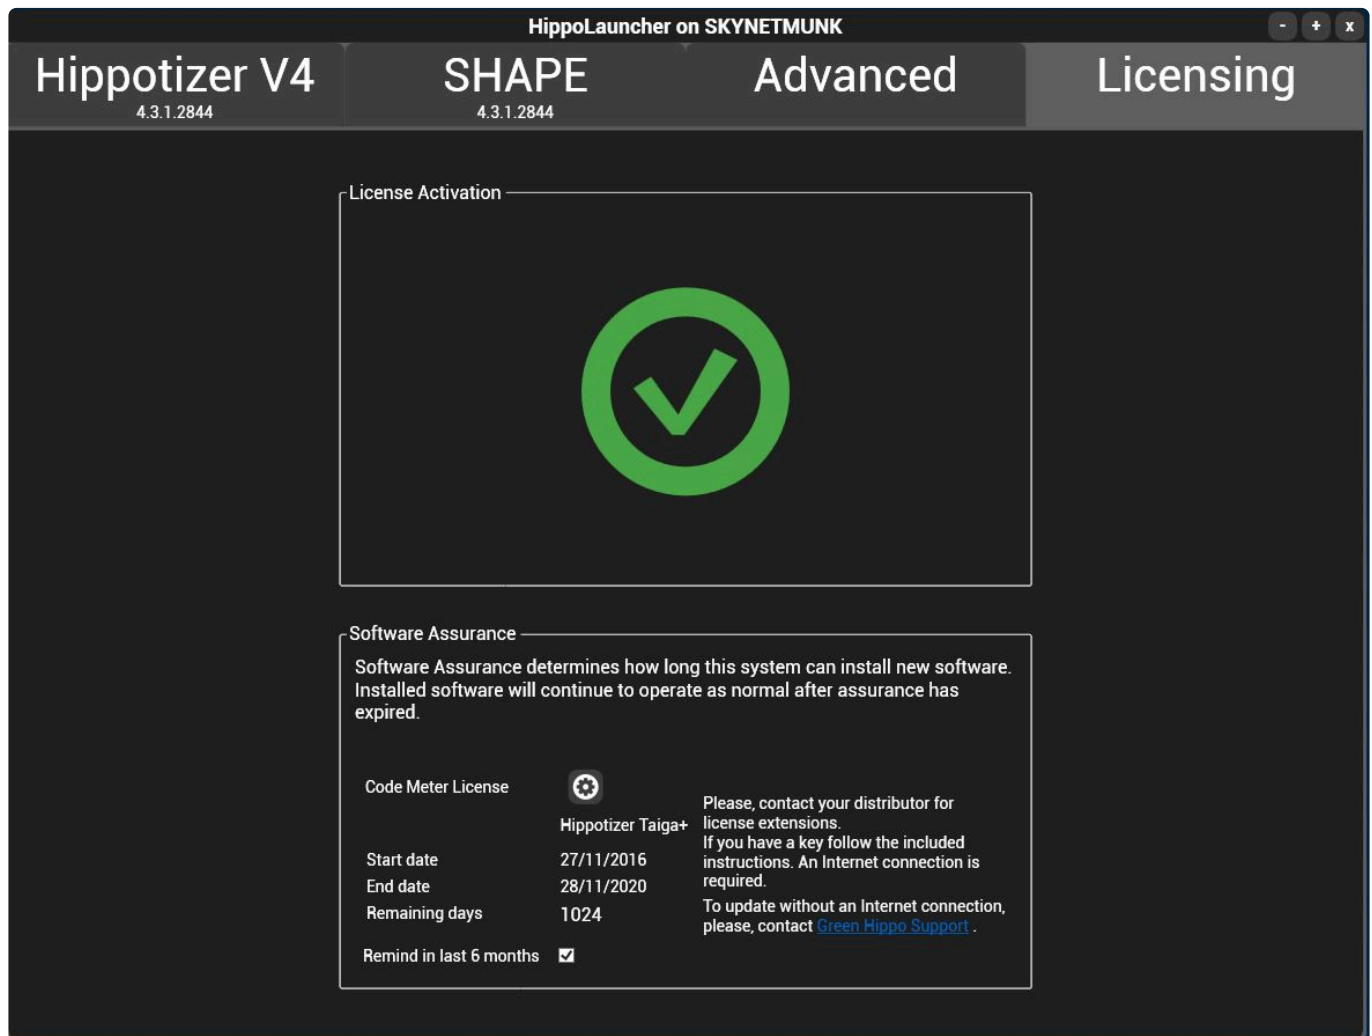 HippoLauncher on SKYNETMUNK
- + x
Hippotizer V4
4.3.1.2844
SHAPE
4.3.1.2844
Advanced
Licensing
License Activation
Software Assurance
Software Assurance determines how long this system can install new software.
Installed software will continue to operate as normal after assurance has
expired.
Code Meter License
Hippotizer Taiga+
Start date 27/11/2016
End date 28/11/2020
Remaining days 1024
Remind in last 6 months
Please, contact your distributor for
license extensions.
If you have a key follow the included
instructions. An Internet connection is
required.
To update without an Internet connection,
please, contact Green Hippo Support .